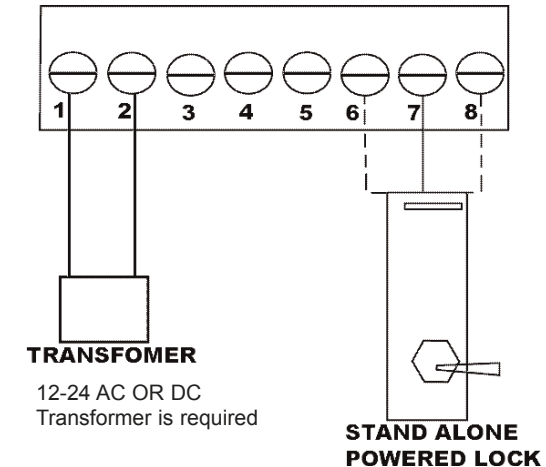 1 2 3 4 5 6 7 8
TRANSFOMER
12-24 AC OR DC
Transformer is required
STAND ALONE
POWERED LOCK